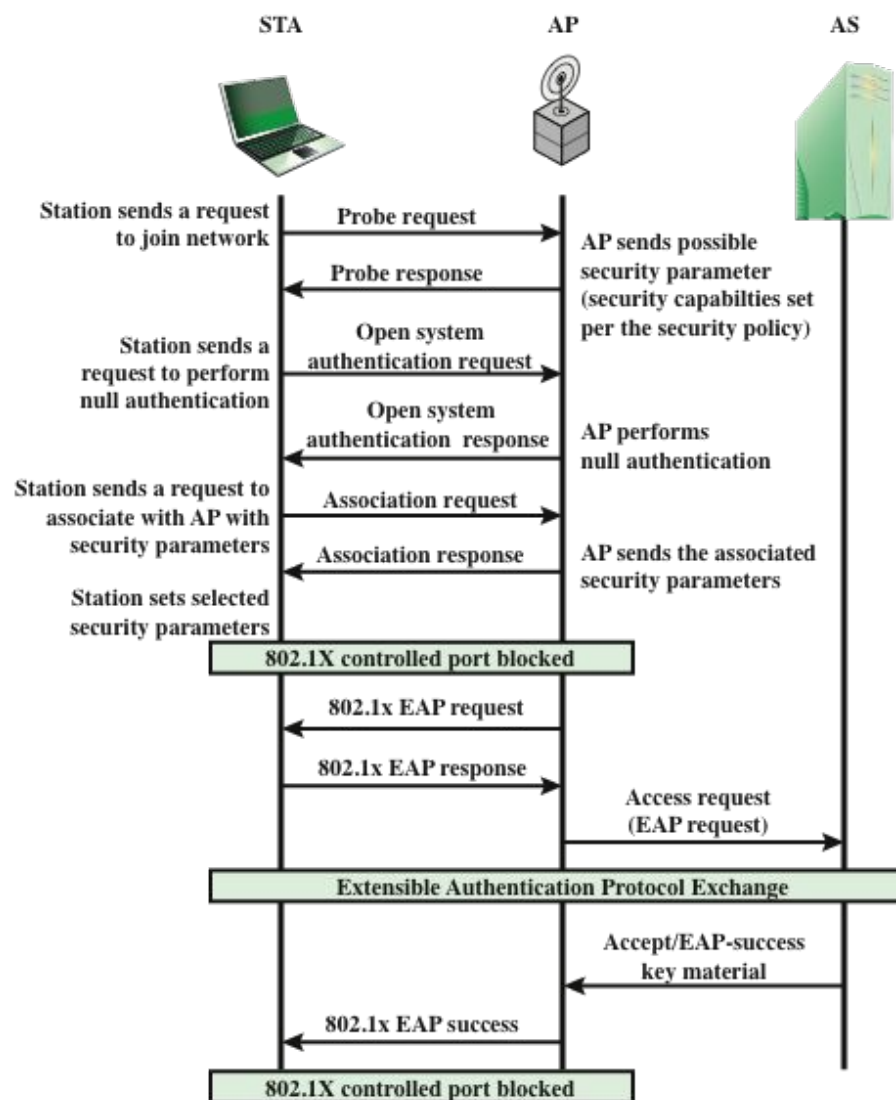 STA
AP
AS
Station sends a request
to join network
Probe request
AP sends possible
security parameter
(security capabilties set
per the security policy)
Probe response
Station sends a
request to perform
null authentication
Open system
authentication request
Open system
authentication response
AP performs
null authentication
Station sends a request to
associate with AP with
security parameters
Association request
Association response
AP sends the associated
security parameters
Station sets selected
security parameters
802.1X controlled port blocked
802.1x EAP request
802.1x EAP response
Access request
(EAP request)
Extensible Authentication Protocol Exchange
Accept/EAP-success
key material
802.1x EAP success
802.1X controlled port blocked